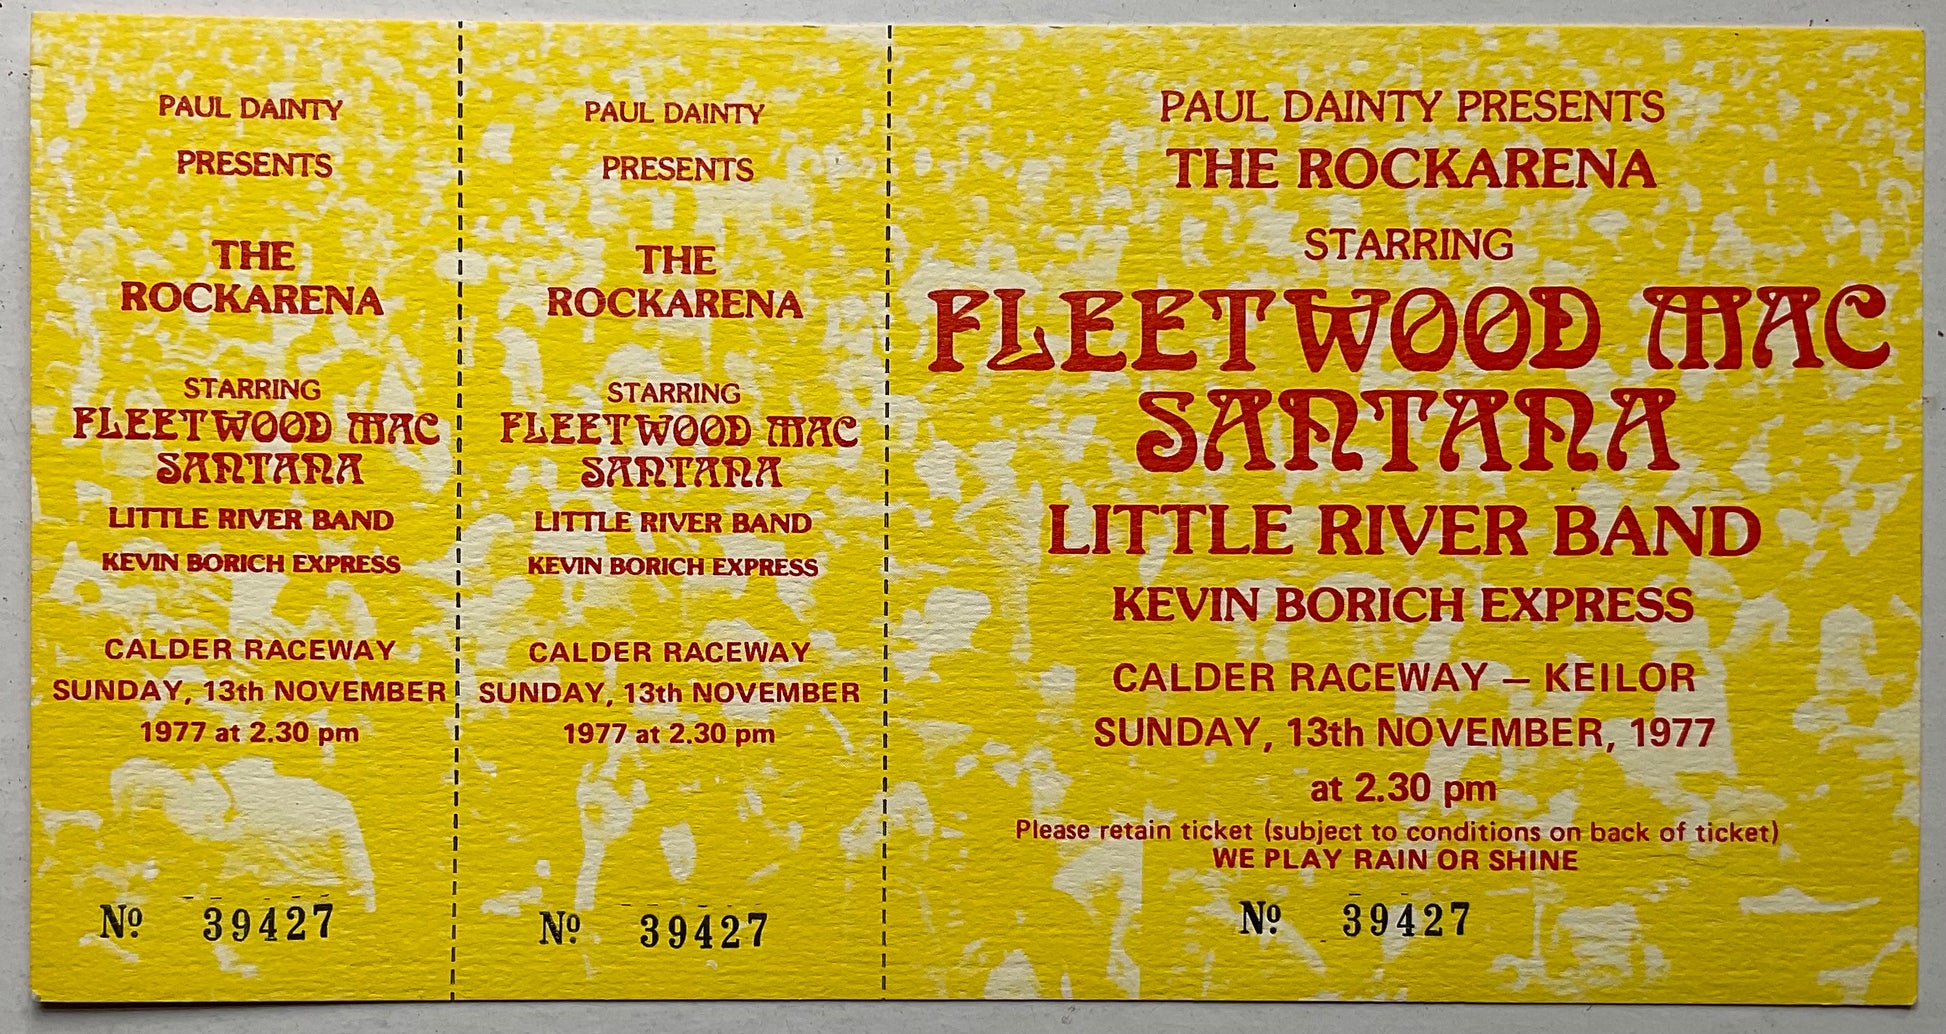 PAUL DAINTY
PRESENTS
THE
ROCKARENA
STARRING
FLEETWOOD MAC
SANTANA
LITTLE RIVER BAND
KEVIN BORICH EXPRESS
CALDER RACEWAY
SUNDAY, 13th NOVEMBER
1977 at 2.30 pm
Nº 39427
PAUL DAINTY
PRESENTS
THE
ROCKARENA
STARRING
FLEETWOOD MAC
SANTANA
LITTLE RIVER BAND
KEVIN BORICH EXPRESS
CALDER RACEWAY
SUNDAY, 13th NOVEMBER
1977 at 2.30 pm
Nº 39427
PAUL DAINTY PRESENTS
THE ROCKARENA
STARRING
FLEETWOOD MAC
SANTANA
LITTLE RIVER BAND
KEVIN BORICH EXPRESS
CALDER RACEWAY – KEILOR
SUNDAY, 13th NOVEMBER, 1977
at 2.30 pm
Please retain ticket (subject to conditions on back of ticket)
WE PLAY RAIN OR SHINE
Nº 39427